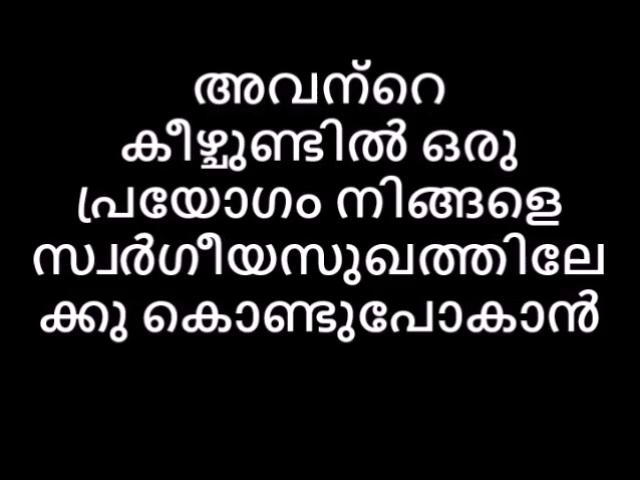 അവന്റെ
കീഴ്ച്ചുണ്ടിൽ ഒരു
പ്രയോഗം നിങ്ങളെ
സ്വർഗീയസുഖത്തിലേ
ക്കു കൊണ്ടുപോകാൻ